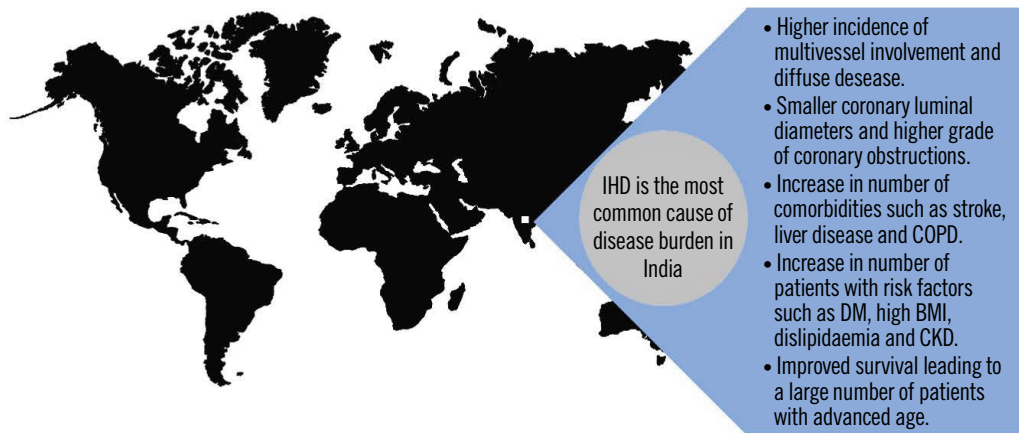 IHD is the most
common cause of
disease burden in
India
• Higher incidence of
multivessel involvement and
diffuse desease.
• Smaller coronary luminal
diameters and higher grade
of coronary obstructions.
• Increase in number of
comorbidities such as stroke,
liver disease and COPD.
• Increase in number of
patients with risk factors
such as DM, high BMI,
dislipidaemia and CKD.
• Improved survival leading to
a large number of patients
with advanced age.